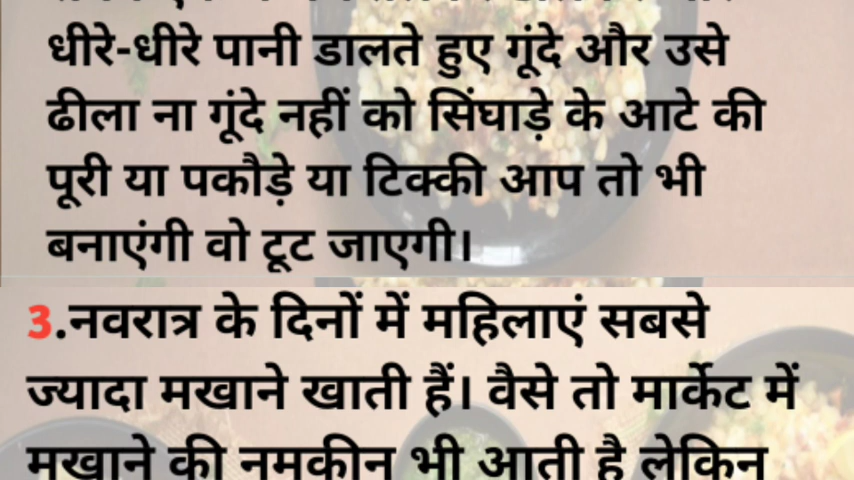 धीरे-धीरे पानी डालते हुए गूंदे और उसे
ढीला ना गूंदे नहीं को सिंघाड़े के आटे की
पूरी या पकौड़े या टिक्की आप तो भी
बनाएंगी वो टूट जाएगी।
3.नवरात्र के दिनों में महिलाएं सबसे
ज्यादा मखाने खाती हैं। वैसे तो मार्केट में
मखाने की नमकीन भी आती है लेकिन